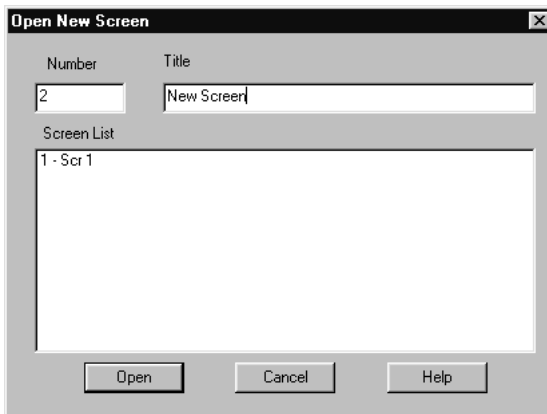 Open New Screen
Number Title
2 New Screen
Screen List
1 - Scr 1
Open Cancel Help